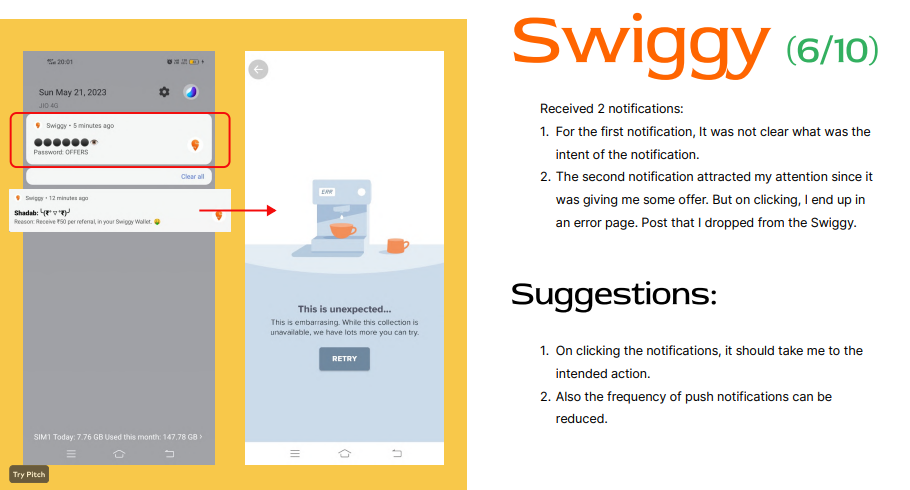 20:01
Sun May 21, 2023
JIO 4G
Swiggy • 5 minutes ago
⚫⚫⚫⚫⚫⚫👁
Password: OFFERS
Clear all
Swiggy • 12 minutes ago
Shadab:
Reason: Receive ₹50 per referral, in your Swiggy Wallet. 🤑
SIM1 Today: 7.76 GB Used this month: 147.78 GB
Try Pitch
This is unexpected...
This is embarrasing. While this collection is
unavailable, we have lots more you can try.
RETRY
Swiggy (6/10)
Received 2 notifications:
1. For the first notification, It was not clear what was the
intent of the notification.
2. The second notification attracted my attention since it
was giving me some offer. But on clicking, I end up in
an error page. Post that I dropped from the Swiggy.
Suggestions:
1. On clicking the notifications, it should take me to the
intended action.
2. Also the frequency of push notifications can be
reduced.